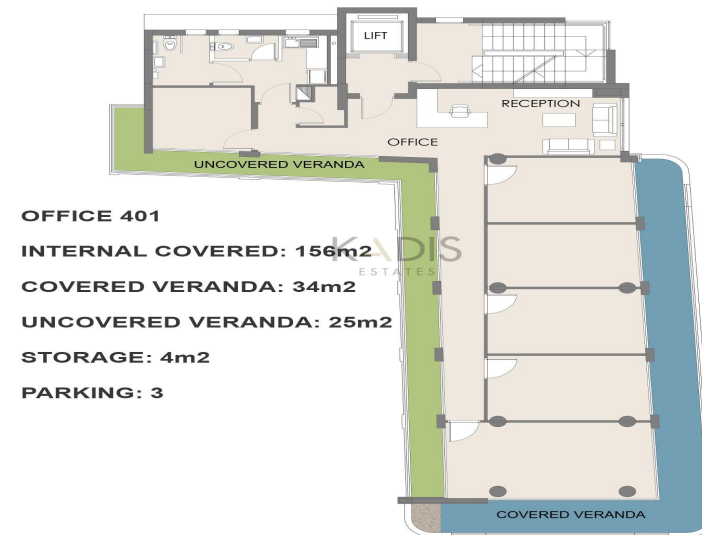 LIFT
RECEPTION
OFFICE
UNCOVERED VERANDA
OFFICE 401
INTERNAL COVERED: 156m2
KADIS
ESTATES
COVERED VERANDA: 34m2
UNCOVERED VERANDA: 25m2
STORAGE: 4m2
PARKING: 3
COVERED VERANDA